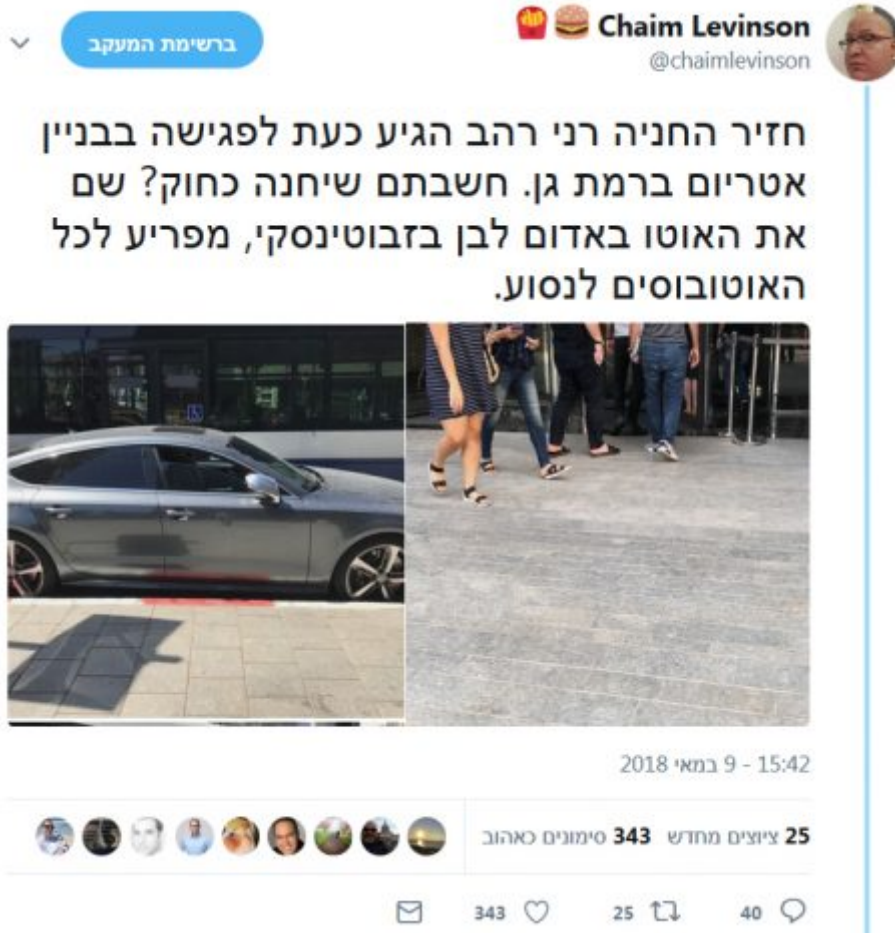 Chaim Levinson
@chaimlevinson
ברשימת המעקב
חזיר החניה רני רהב הגיע כעת לפגישה בבניין
אטריום ברמת גן. חשבתם שיחנה כחוק? שם
את האוטו באדום לבן בזבוטינסקי, מפריע לכל
האוטובוסים לנסוע.
15:42 - 9 במאי 2018
25 ציוצים מחדש 343 סימונים כאהוב
40 25 343